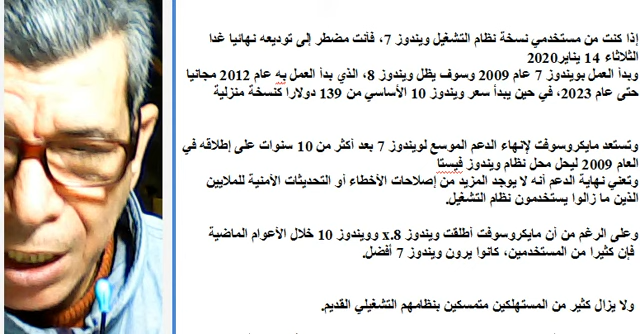 إذا كنت من مستخدمي نسخة نظام التشغيل ويندوز 7، فأنت مضطر إلى توديعه نهائيا غدا
الثلاثاء 14 يناير2020
وبدأ العمل بويندوز 7 عام 2009 وسوف يظل ويندوز 8، الذي بدأ العمل به عام 2012 مجانيا
حتى عام 2023، في حين يبدأ سعر ويندوز 10 الأساسي من 139 دولارا كنسخة منزلية
وتستعد مايكروسوفت لإنهاء الدعم الموسع لويندوز 7 بعد أكثر من 10 سنوات على إطلاقه في
العام 2009 ليحل محل نظام ويندوز فيستا
وتعني نهاية الدعم أنه لا يوجد المزيد من إصلاحات الأخطاء أو التحديثات الأمنية للملايين
الذين ما زالوا يستخدمون نظام التشغيل.
وعلى الرغم من أن مايكروسوفت أطلقت ويندوز 8.x وويندوز 10 خلال الأعوام الماضية
فإن كثيرا من المستخدمين، كانوا يرون ويندوز 7 أفضل.
ولا يزال كثير من المستهلكين متمسكين بنظامهم التشغيلي القديم.